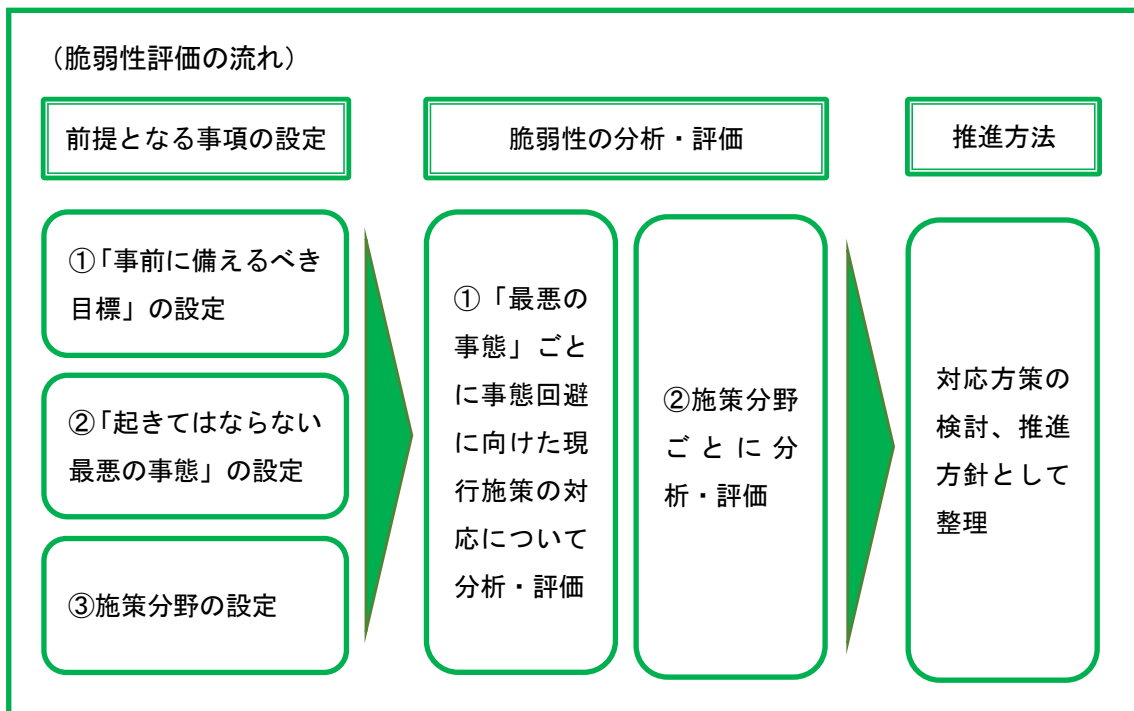 （脆弱性評価の流れ）
前提となる事項の設定
①「事前に備えるべき
目標」の設定
②「起きてはならない
最悪の事態」の設定
③施策分野の設定
脆弱性の分析・評価
①「最悪の
事態」ごと
に事態回避
に向けた現
行施策の対
応について
分析・評価
②施策分野
ごとに分
析・評価
推進方法
対応方策の
検討、推進
方針として
整理